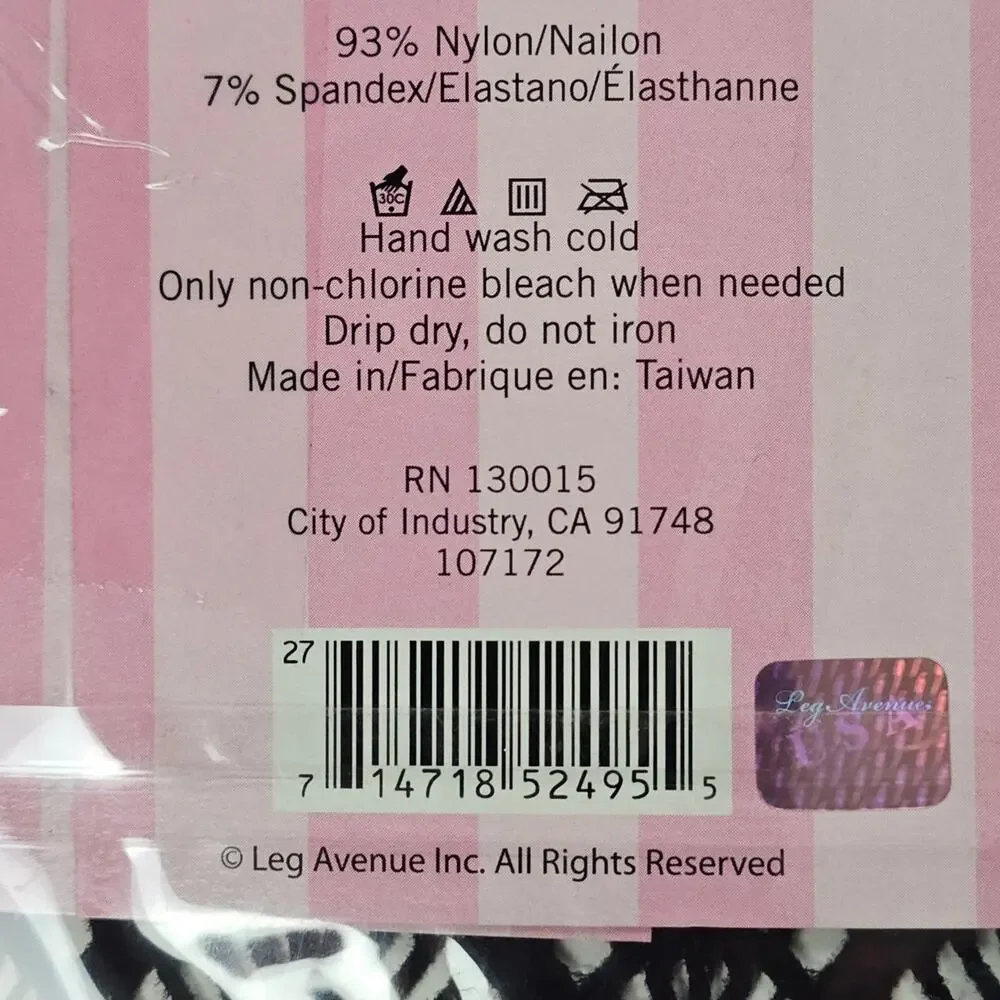 93% Nylon/Nailon
7% Spandex/Elastano/Élasthanne
30C
Hand wash cold
Only non-chlorine bleach when needed
Drip dry, do not iron
Made in/Fabrique en: Taiwan
RN 130015
City of Industry, CA 91748
107172
27
7 14718 52495 5
Leg Avenue
USA
© Leg Avenue Inc. All Rights Reserved